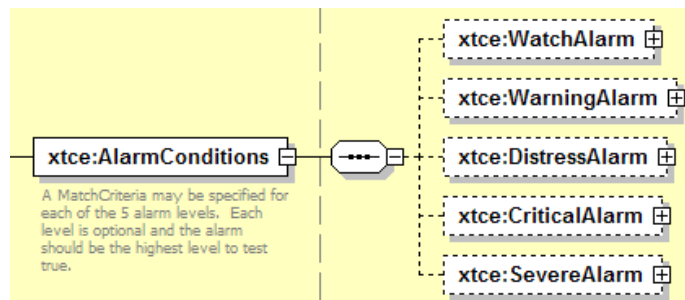 xtce:WatchAlarm
xtce:WarningAlarm
xtce:AlarmConditions
xtce:DistressAlarm
A MatchCriteria may be specified for
each of the 5 alarm levels. Each
level is optional and the alarm
should be the highest level to test
true.
xtce:CriticalAlarm
xtce:SevereAlarm